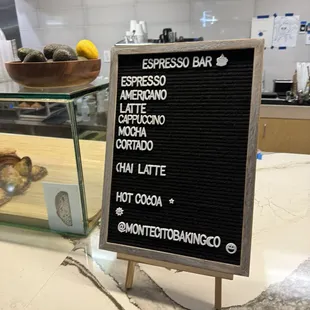 ESPRESSO BAR
ESPRESSO
AMERICANO
LATTE
CAPPUCCINO
MOCHA
CORTADO
CHAI LATTE
HOT COCOA
@MONTECITOBAKINGCO